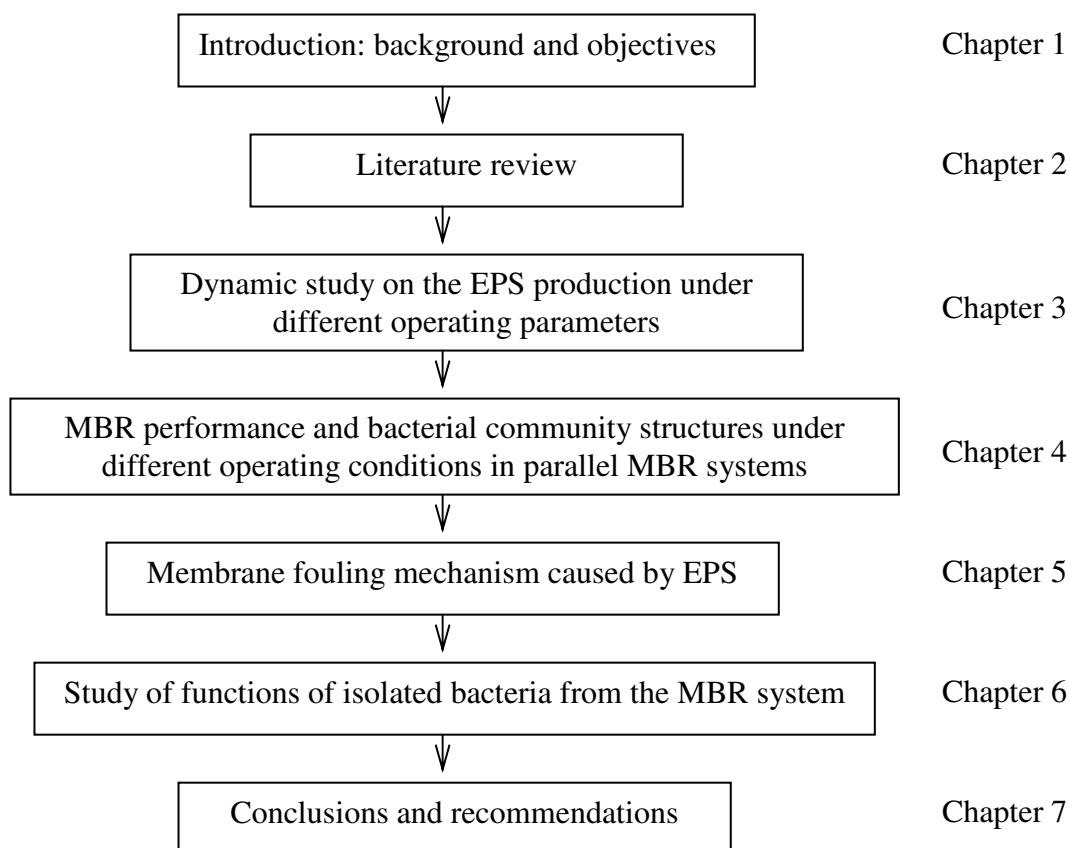 Introduction: background and objectives
Chapter 1
Literature review
Chapter 2
Dynamic study on the EPS production under
different operating parameters
Chapter 3
MBR performance and bacterial community structures under
different operating conditions in parallel MBR systems
Chapter 4
Membrane fouling mechanism caused by EPS
Chapter 5
Study of functions of isolated bacteria from the MBR system
Chapter 6
Conclusions and recommendations
Chapter 7